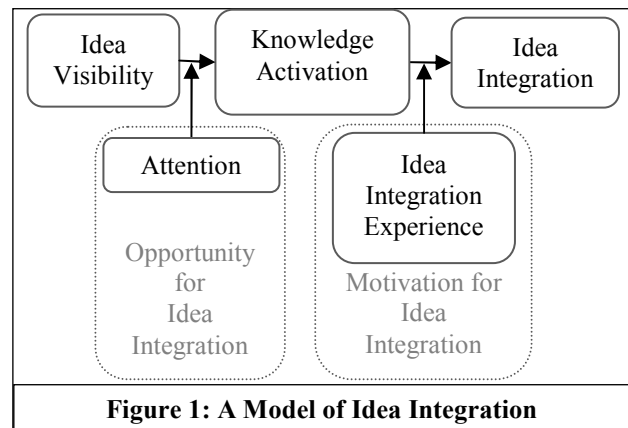 Idea
Visibility
Knowledge
Activation
Idea
Integration
Attention
Opportunity
for
Idea
Integration
Idea
Integration
Experience
Motivation for
Idea
Integration
Figure 1: A Model of Idea Integration